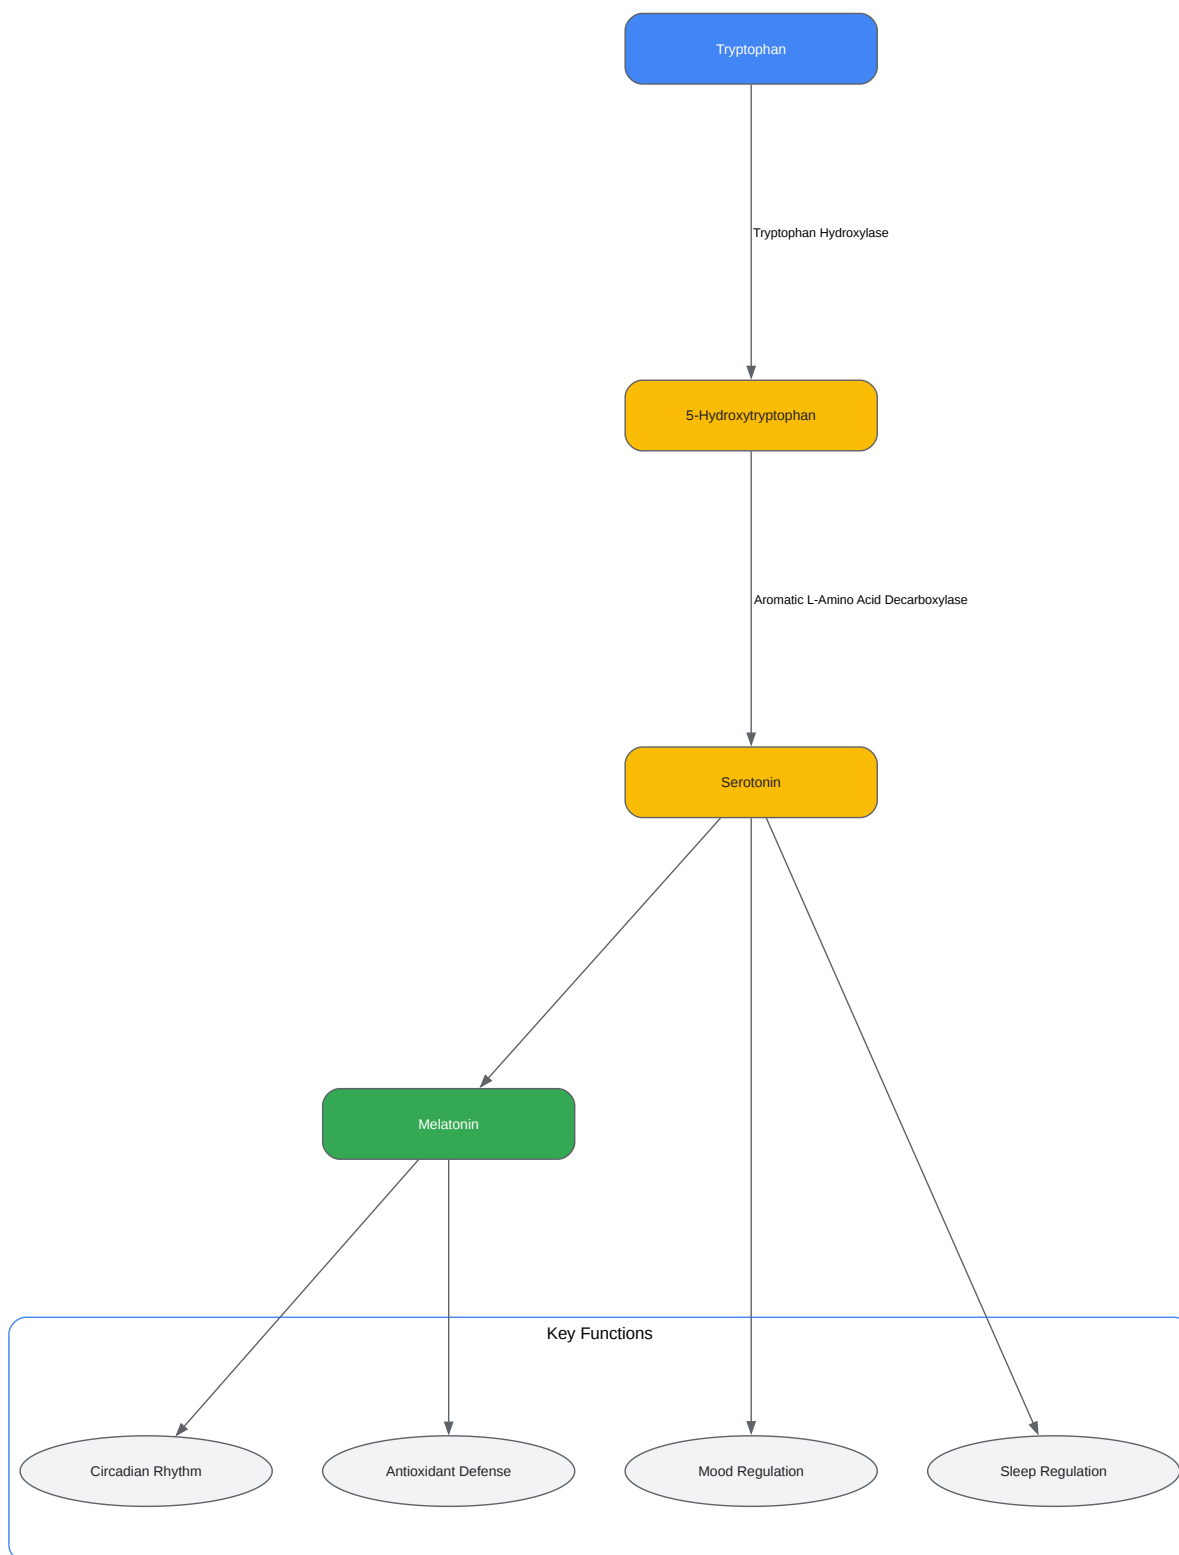 Tryptophan
Tryptophan Hydroxylase
5-Hydroxytryptophan
Aromatic L-Amino Acid Decarboxylase
Serotonin
Melatonin
Key Functions
Circadian Rhythm
Antioxidant Defense
Mood Regulation
Sleep Regulation